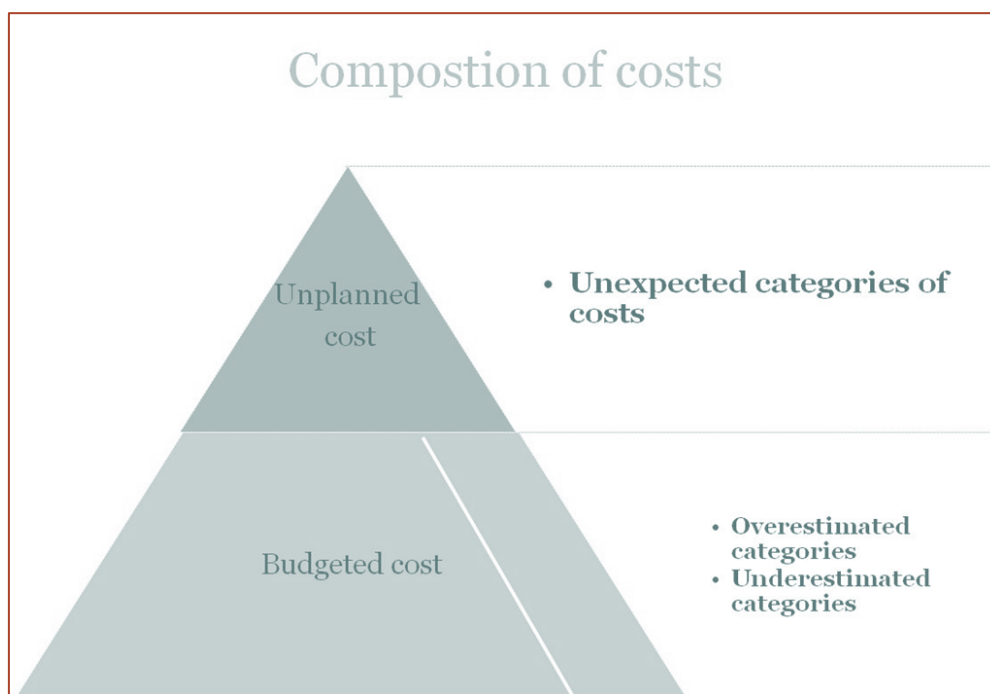 Compostion of costs
Unplanned
cost
• Unexpected categories of
costs
Budgeted cost
• Overestimated
categories
• Underestimated
categories